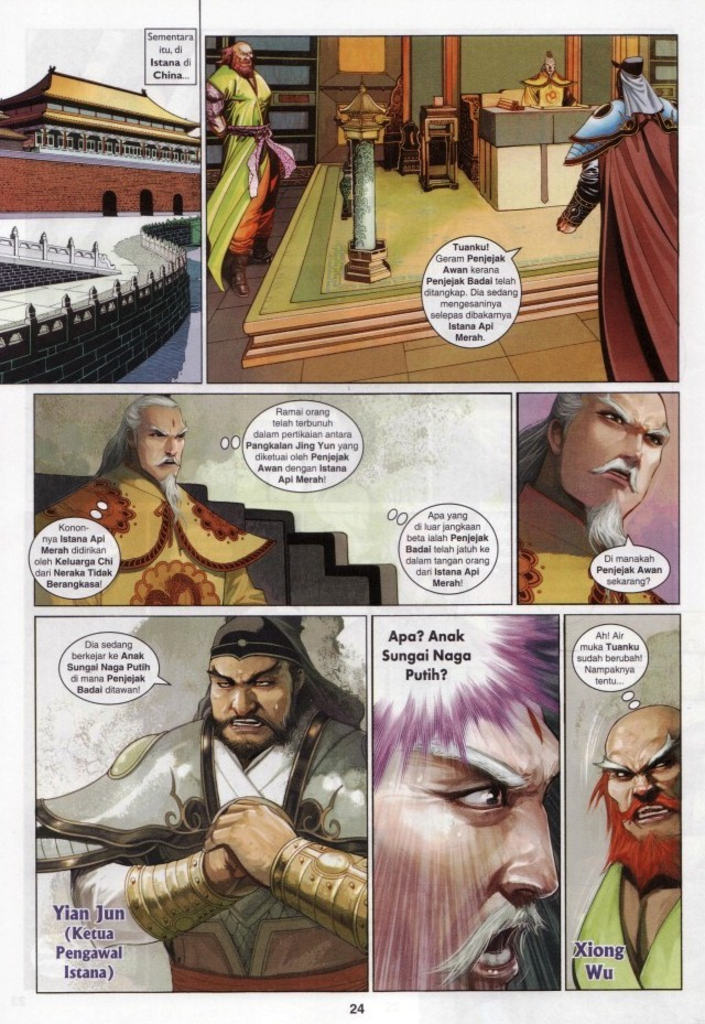 Sementara
itu, di
Istana di
China...
Tuanku!
Geram Penjejak
Awan kerana
Penjejak Badai telah
ditangkap. Dia sedang
mengesaninya
selepas dibakarnya
Istana Api
Merah.
Ramai orang
telah terbunuh
dalam pertikaian antara
Pangkalan Jing Yun yang
diketuai oleh Penjejak
Awan dengan Istana
Api Merah!
Konon-
nya Istana Api
Merah didirikan
oleh Keluarga Chi
dari Neraka Tidak
Berangkasa!
Apa yang
di luar jangkaan
beta ialah Penjejak
Badai telah jatuh ke
dalam tangan orang
dari Istana Api
Merah!
Di manakah
Penjejak Awan
sekarang?
Dia sedang
berkejar ke Anak
Sungai Naga Putih
di mana Penjejak
Badai ditawan!
Yian Jun
(Ketua
Pengawal
Istana)
Apa? Anak
Sungai Naga
Putih?
Ah! Air
muka Tuanku
sudah berubah!
Nampaknya
tentu...
Xiong
Wu
24